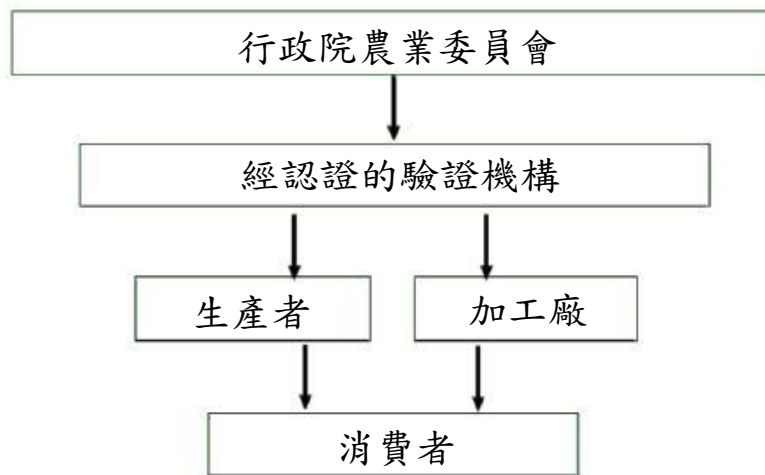 行政院農業委員會
經認證的驗證機構
生產者
加工廠
消費者